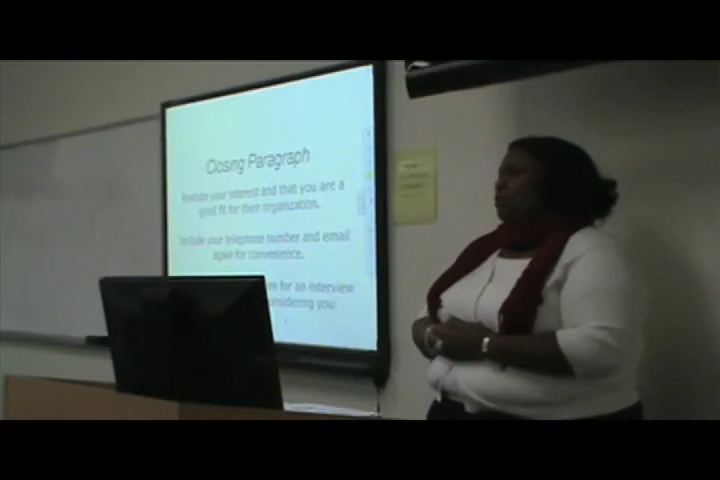 Closing Paragraph
Restate your interest and that you are a
good fit for their organization.
Include your telephone number and email
again for convenience.
for an interview
considering you.